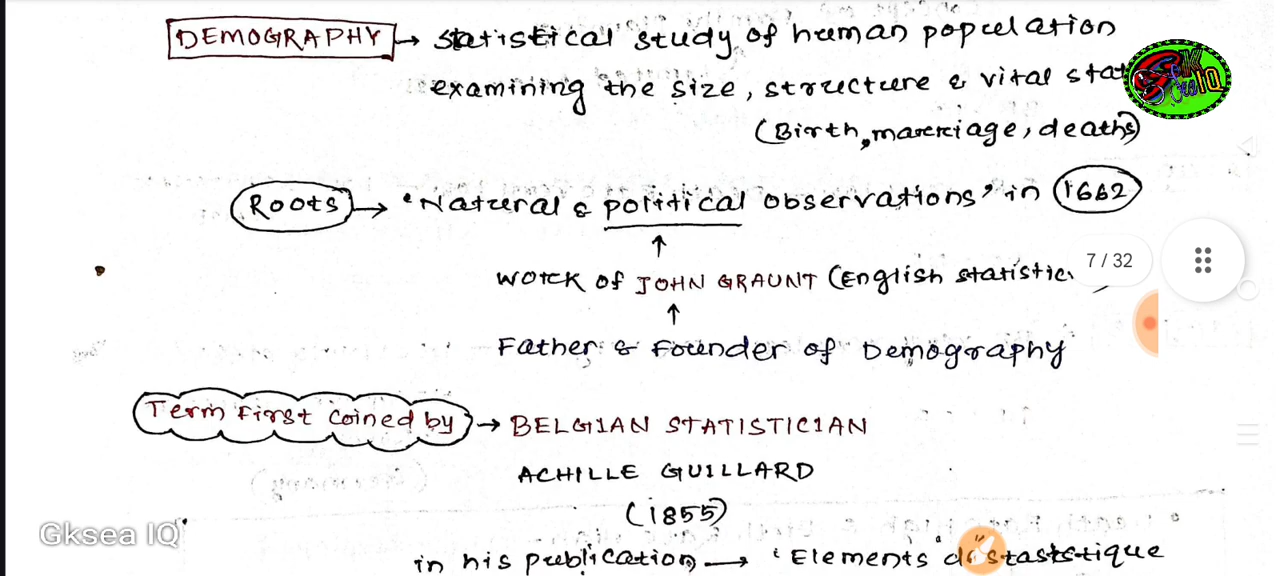 DEMOGRAPHY → statistical study of human population
examining the size, structure & vital stat
(Birth, marriage, deaths)
Roots → 'Natural & political observations' in 1662
↑
work of JOHN GRAUNT (English statistic
7 / 32
↑
Father & Founder of Demography
Term First coined by → BELGIAN STATISTICIAN
ACHILLE GUILLARD
(1855)
Gksea IQ
in his publication → 'Elements de